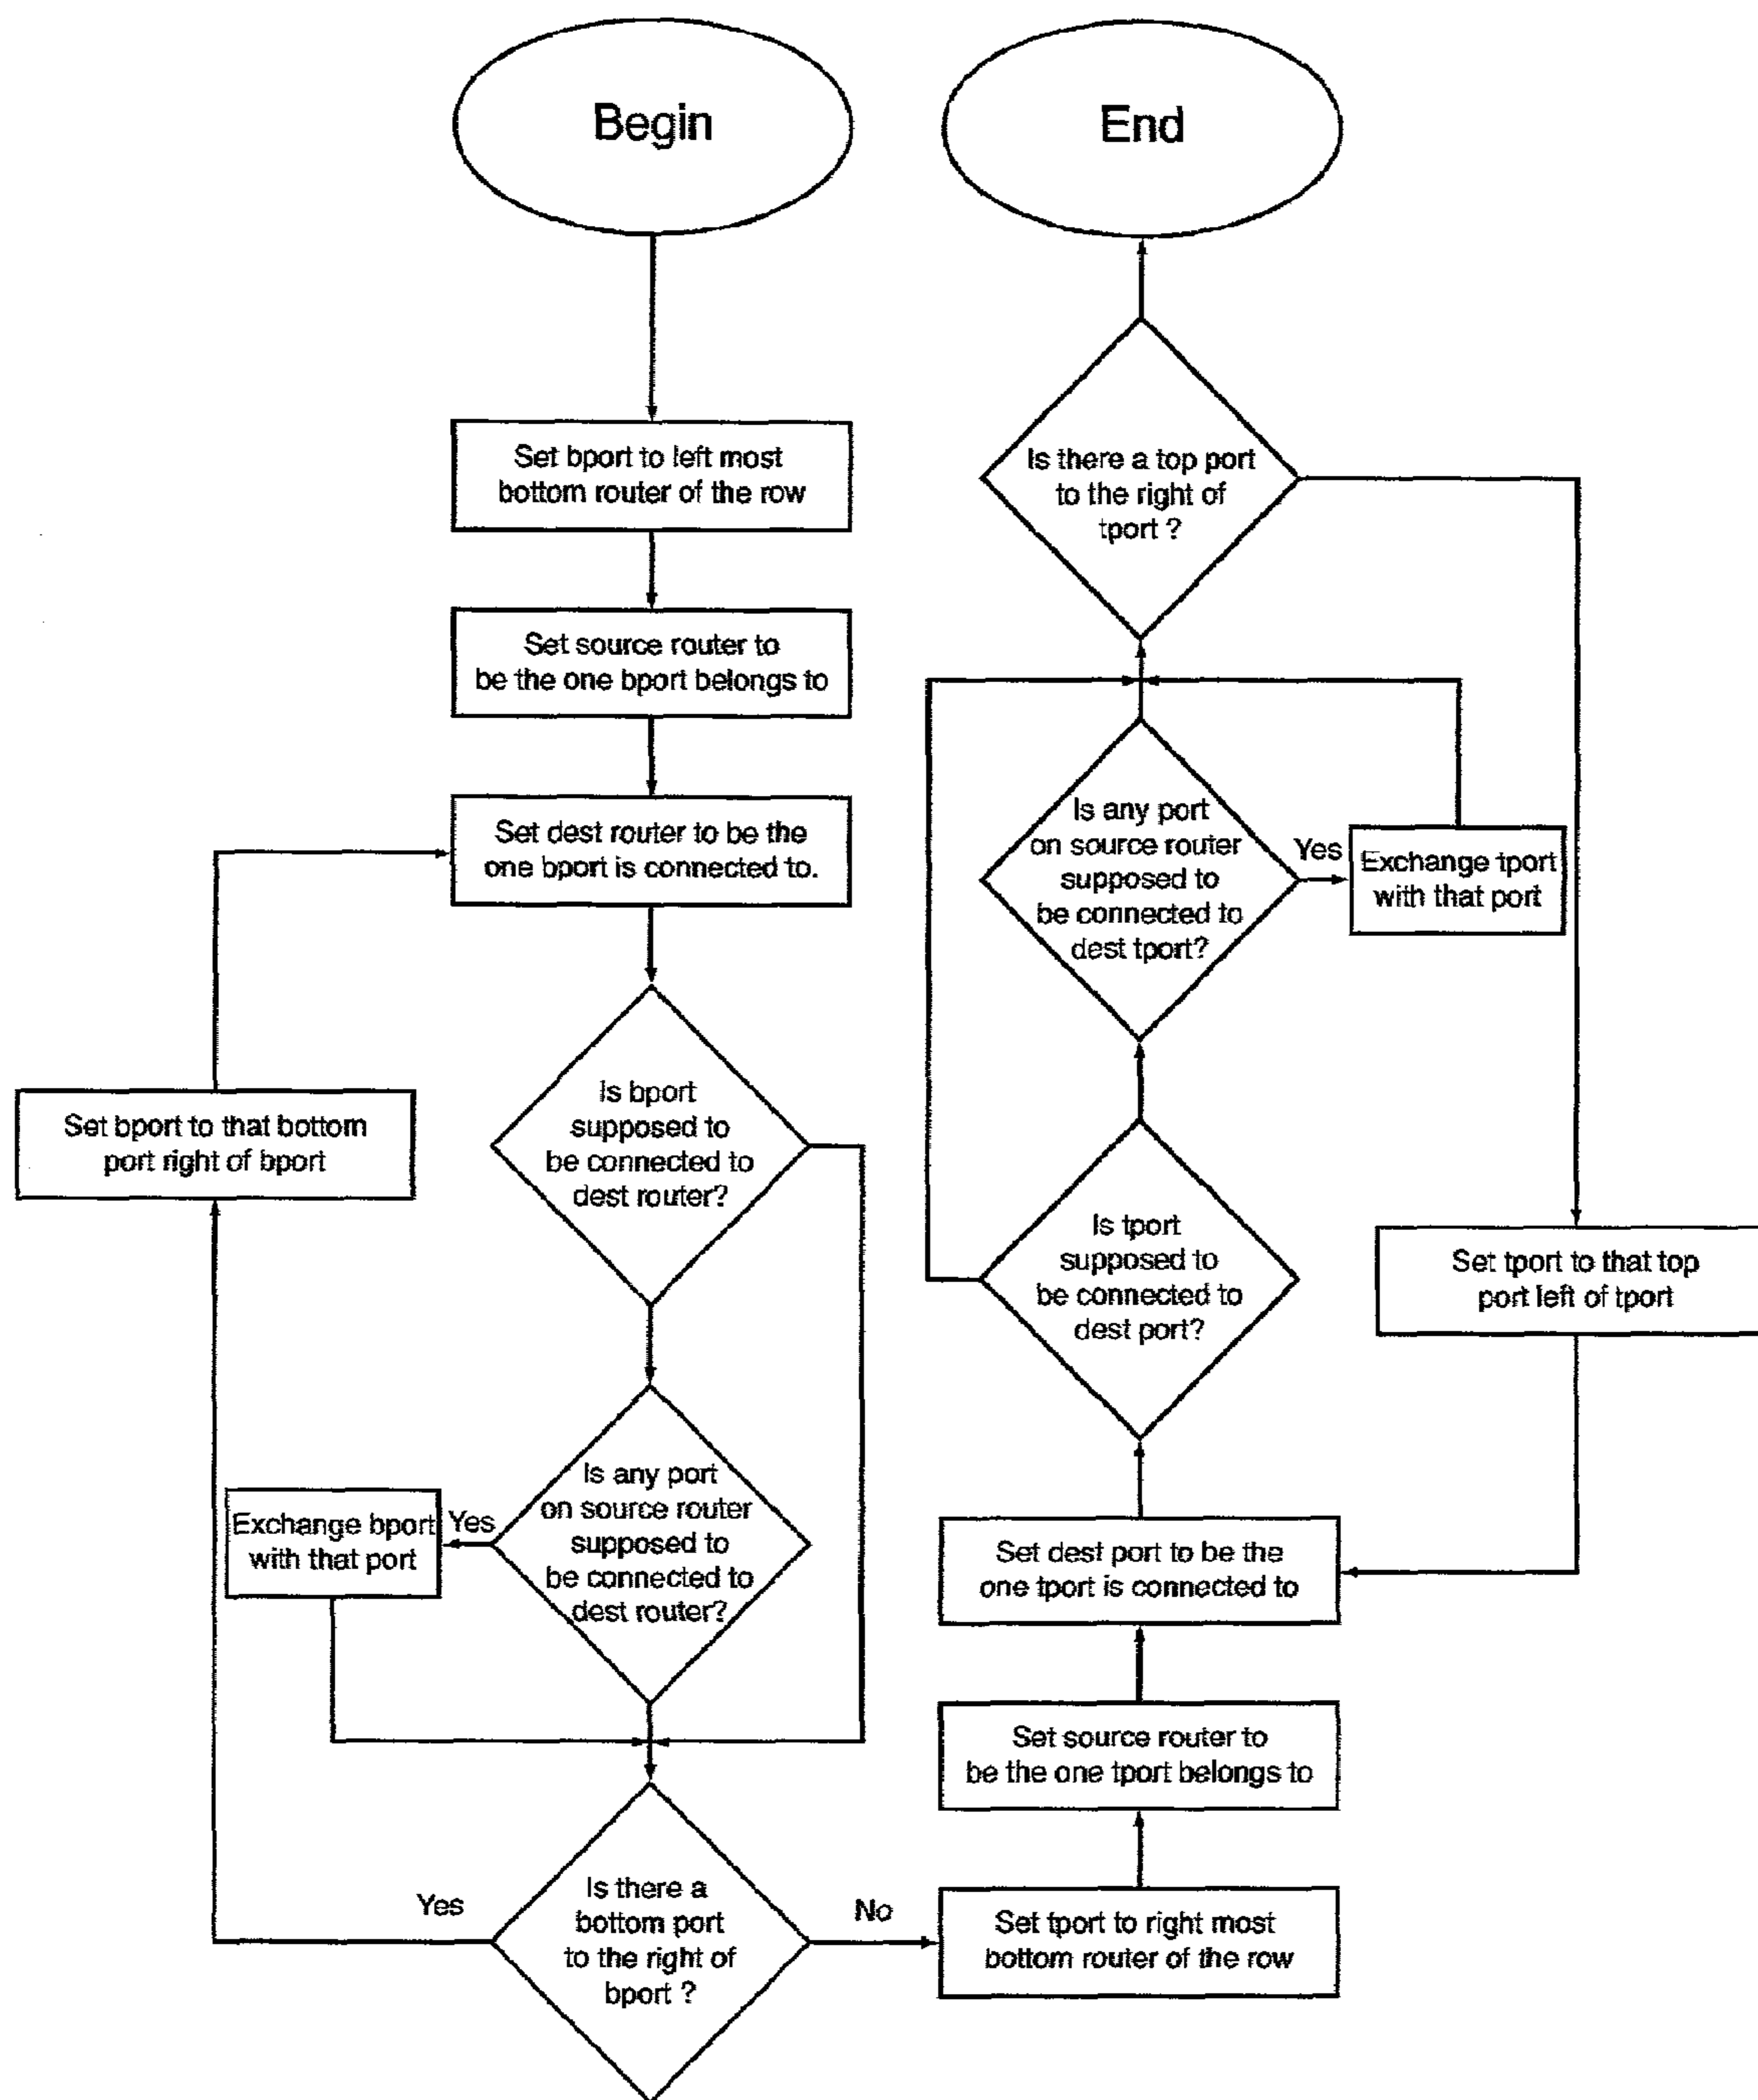 Begin
Set bport to left most
bottom router of the row
Set source router to
be the one bport belongs to
Set dest router to be the
one bport is connected to.
Is bport
supposed to
be connected to
dest router?
Set bport to that bottom
port right of bport
Is any port
on source router
supposed to
be connected to
dest router?
Yes
Exchange bport
with that port
Is there a
bottom port
to the right of
bport ?
Yes
No
Set tport to right most
bottom router of the row
Set source router to
be the one tport belongs to
Set dest port to be the
one tport is connected to
Is tport
supposed to
be connected to
dest port?
Is any port
on source router
supposed to
be connected to
dest tport?
Yes
Exchange tport
with that port
Is there a top port
to the right of
tport ?
Set tport to that top
port left of tport
End